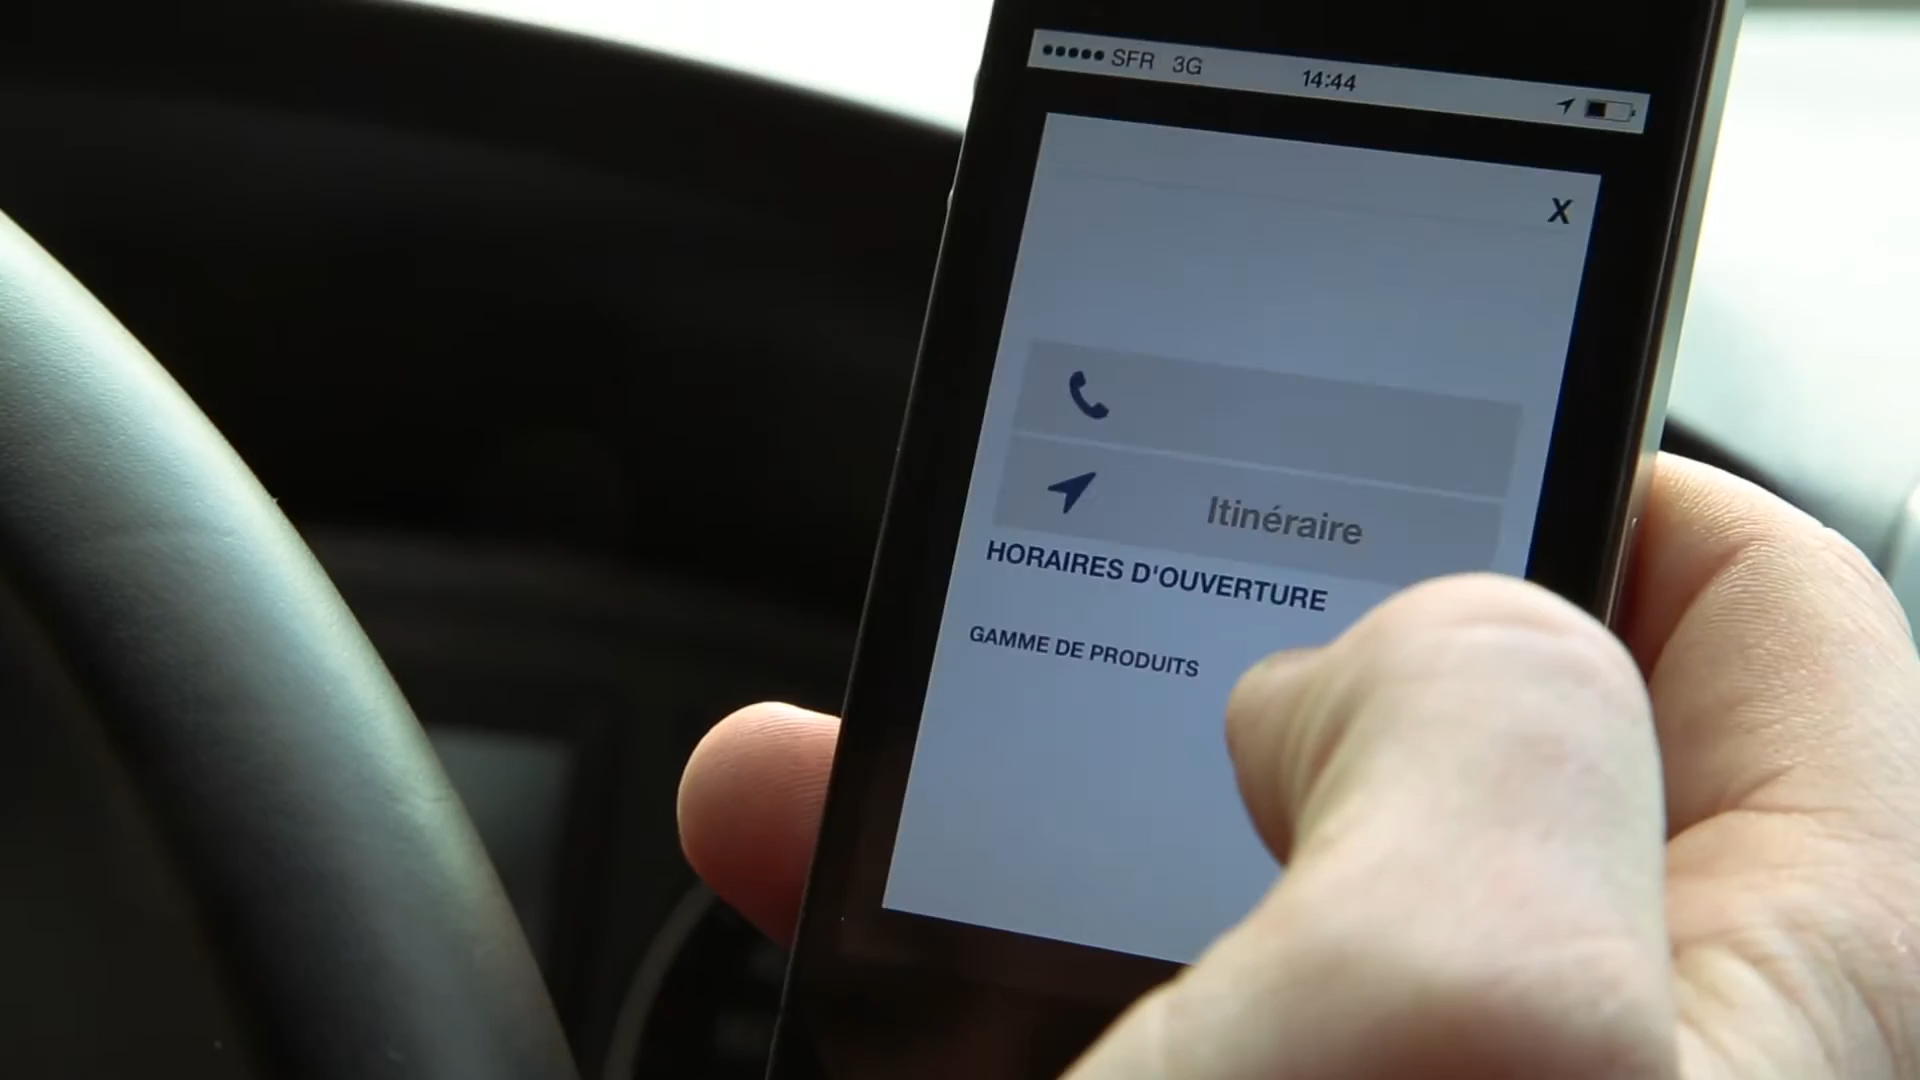 SFR 3G 14:44
X
Itinéraire
HORAIRES D'OUVERTURE
GAMME DE PRODUITS